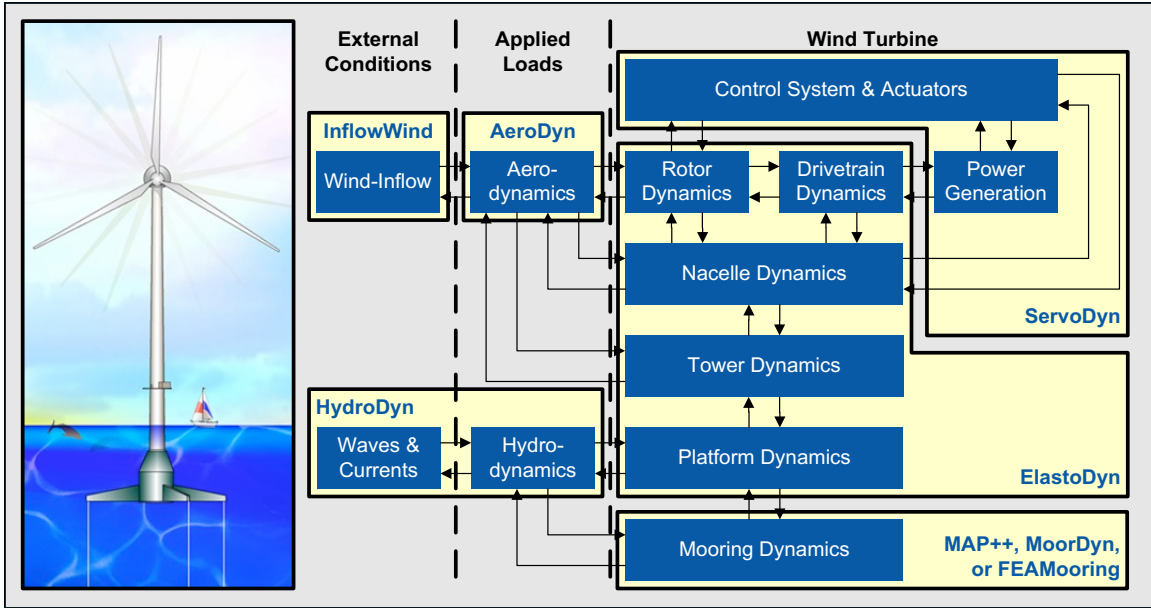 External
Conditions
Applied
Loads
Wind Turbine
Control System & Actuators
InflowWind
AeroDyn
Wind-Inflow
Aero-
dynamics
Rotor
Dynamics
Drivetrain
Dynamics
Power
Generation
Nacelle Dynamics
ServoDyn
Tower Dynamics
HydroDyn
Waves &
Currents
Hydro-
dynamics
Platform Dynamics
ElastoDyn
Mooring Dynamics
MAP++, MoorDyn,
or FEAMooring